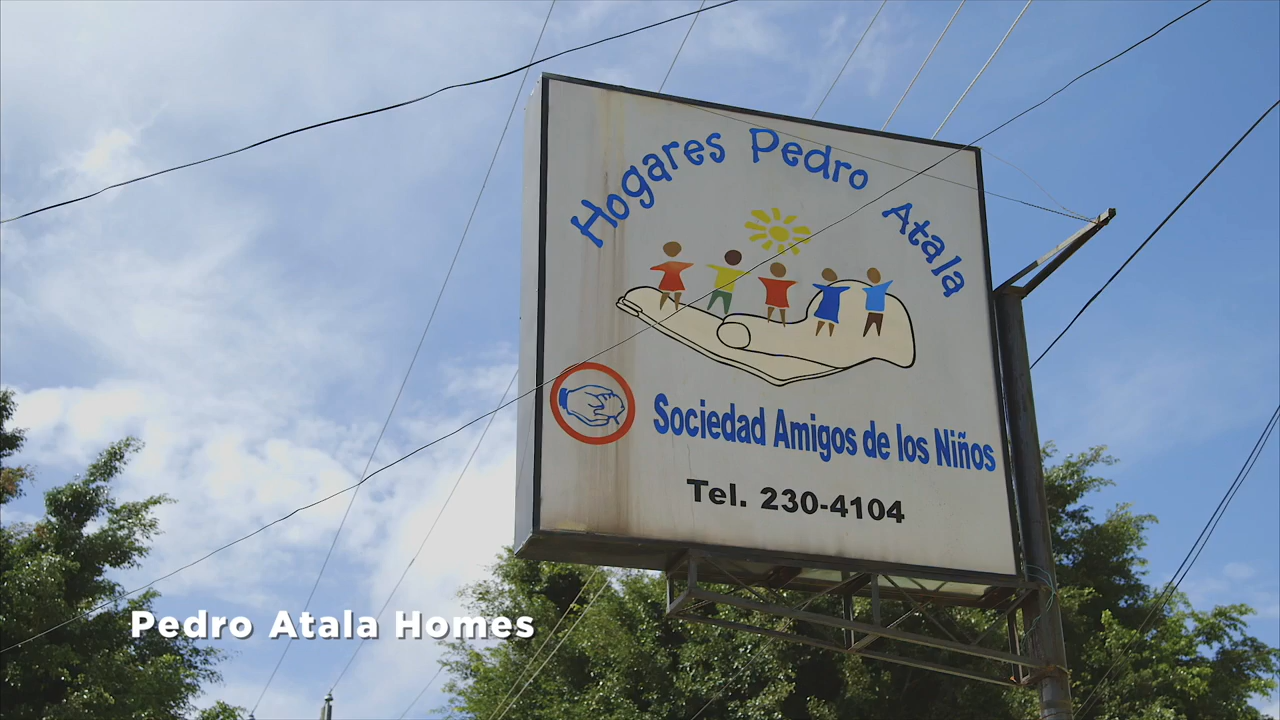 Hogares Pedro Atala
Sociedad Amigos de los Niños
Tel. 230-4104
Pedro Atala Homes